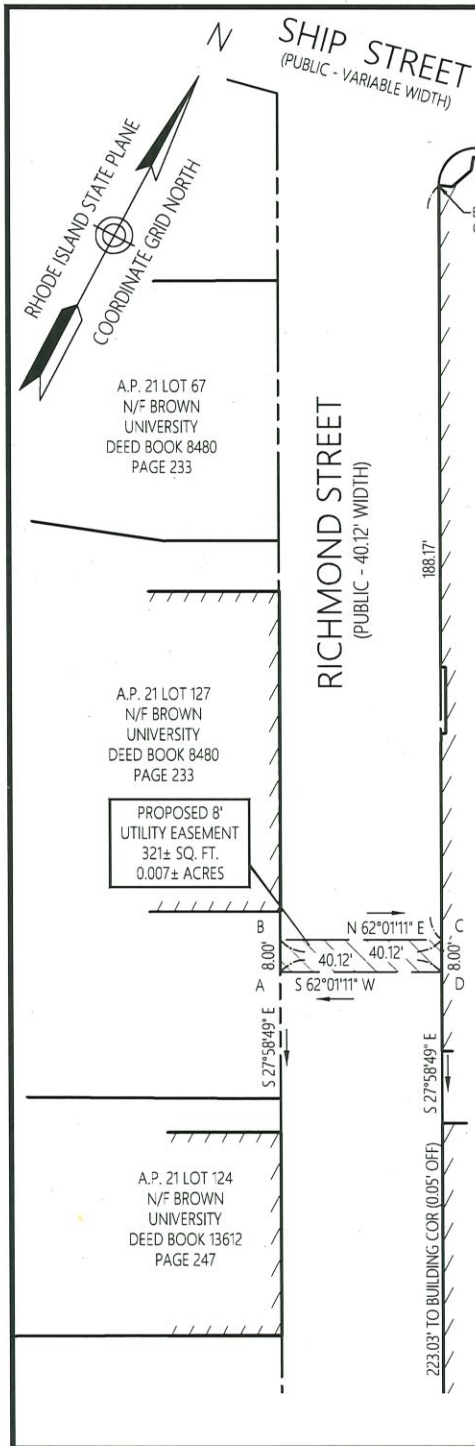 N
SHIP STREET
(PUBLIC - VARIABLE WIDTH)
RHODE ISLAND STATE PLANE
COORDINATE GRID NORTH
A.P. 21 LOT 67
N/F BROWN
UNIVERSITY
DEED BOOK 8480
PAGE 233
RICHMOND STREET
(PUBLIC - 40.12' WIDTH)
188.17'
A.P. 21 LOT 127
N/F BROWN
UNIVERSITY
DEED BOOK 8480
PAGE 233
PROPOSED 8'
UTILITY EASEMENT
321± SQ. FT.
0.007± ACRES
B
N 62°01'11" E
C
8.00'
40.12'
40.12'
8.00'
A
S 62°01'11" W
D
S 27°58'49" E
S 27°58'49" E
A.P. 21 LOT 124
N/F BROWN
UNIVERSITY
DEED BOOK 13612
PAGE 247
223.03' TO BUILDING COR (0.05' OFF)